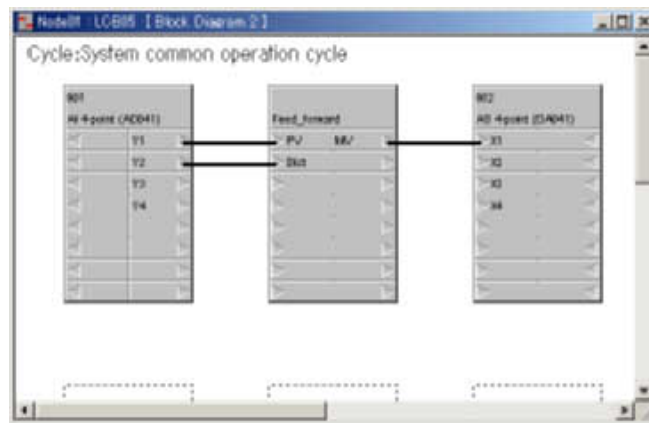 Node01 : LCB05 [ Block Diagram 2 ]
Cycle:System common operation cycle
001
AI 4-point (AD041)
Y1
Y2
Y3
Y4
Feed_forward
PV MV
002
AO 4-point (DA041)
X1
X2
X3
X4